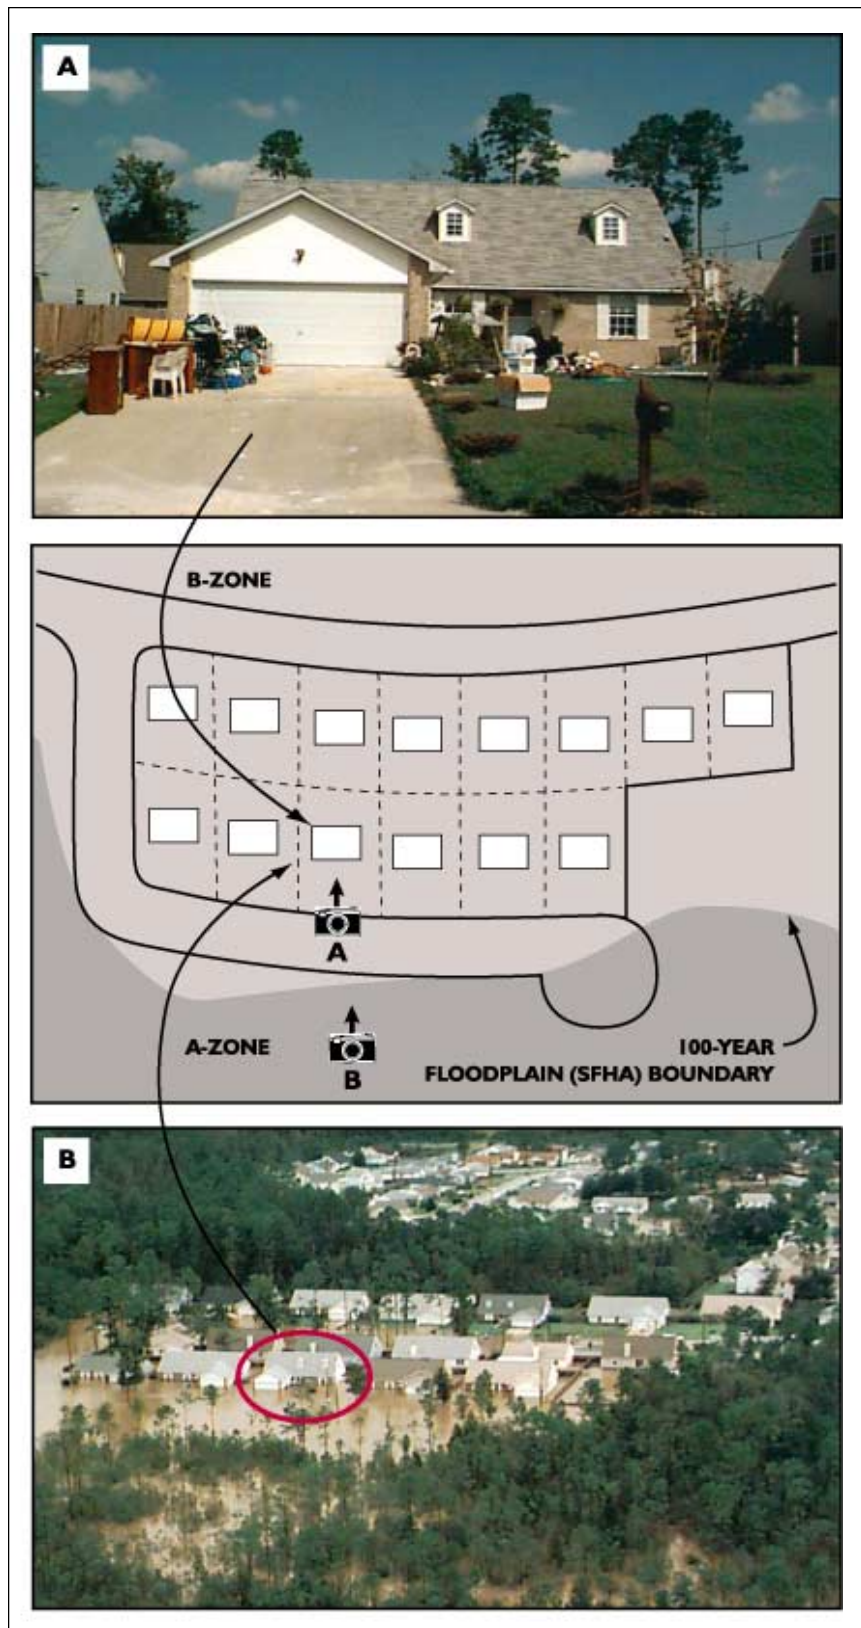 A
B-ZONE
A
A-ZONE
B
100-YEAR
FLOODPLAIN (SFHA) BOUNDARY
B